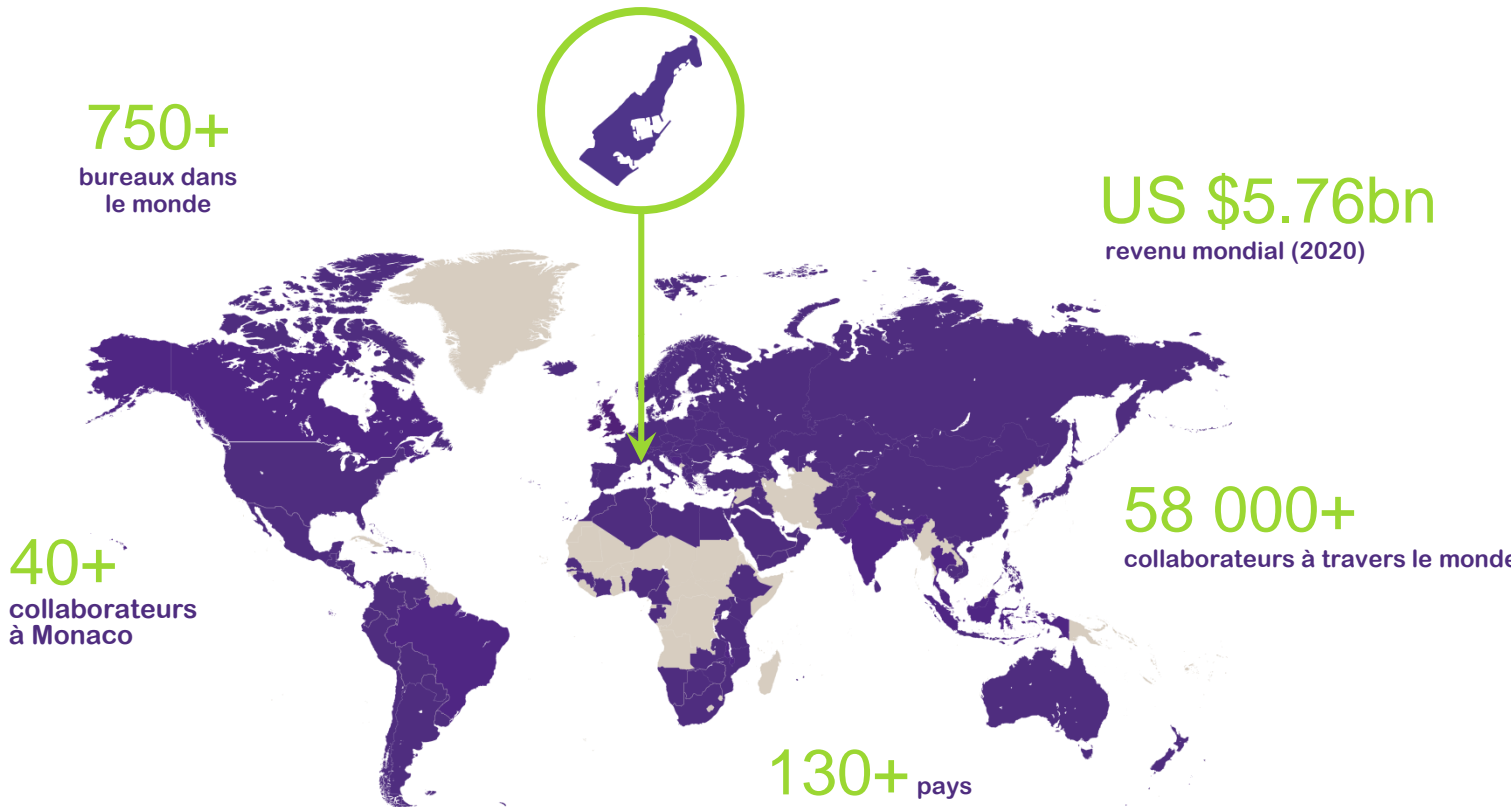 750+
bureaux dans
le monde
US $5.76bn
revenu mondial (2020)
40+
collaborateurs
à Monaco
58 000+
collaborateurs à travers le monde
130+ pays